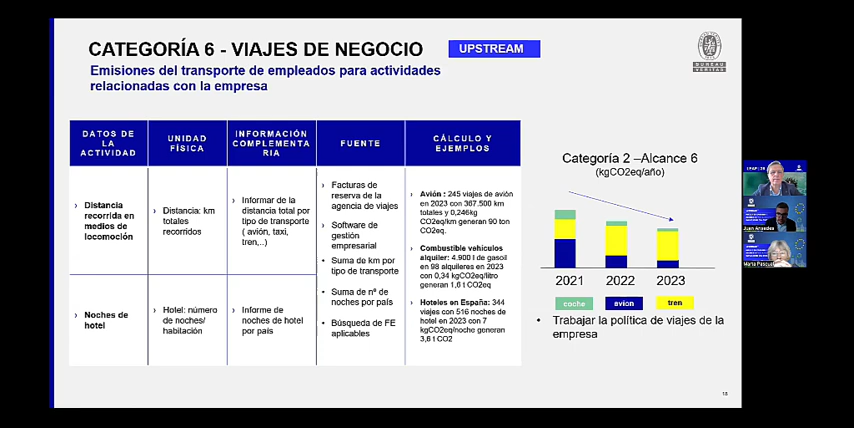 CATEGORÍA 6 - VIAJES DE NEGOCIO
UPSTREAM
Emisiones del transporte de empleados para actividades
relacionadas con la empresa
BUREAU
VERITAS
DATOS DE
LA
ACTIVIDAD
UNIDAD
FÍSICA
INFORMACIÓN
COMPLEMENTA
RIA
FUENTE
CÁLCULO Y
EJEMPLOS
› Distancia
recorrida en
medios de
locomoción
› Distancia: km
totales
recorridos
› Informar de la
distancia total por
tipo de transporte
( avión, taxi,
tren,..)
› Facturas de
reserva de la
agencia de viajes
› Software de
gestión
empresarial
• Suma de km por
tipo de transporte
• Suma de nº de
noches por país
• Búsqueda de FE
aplicables
› Avión : 245 viajes de avión
en 2023 con 367.500 km
totales y 0,246kg
CO2eq/km generan 90 ton
CO2eq.
› Combustible vehículos
alquiler: 4.900 l de gasoil
en 98 alquileres en 2023
con 0,34 kgCO2eq/litro
generan 1,6 t CO2eq
› Hoteles en España: 344
viajes con 516 noches de
hotel en 2023 con 7
kgCO2eq/noche generan
3,6 t CO2
› Noches de
hotel
› Hotel: número
de noches/
habitación
› Informe de
noches de hotel
por país
Categoría 2 –Alcance 6
(kgCO2eq/año)
2021 2022 2023
coche avion tren
• Trabajar la política de viajes de la
empresa